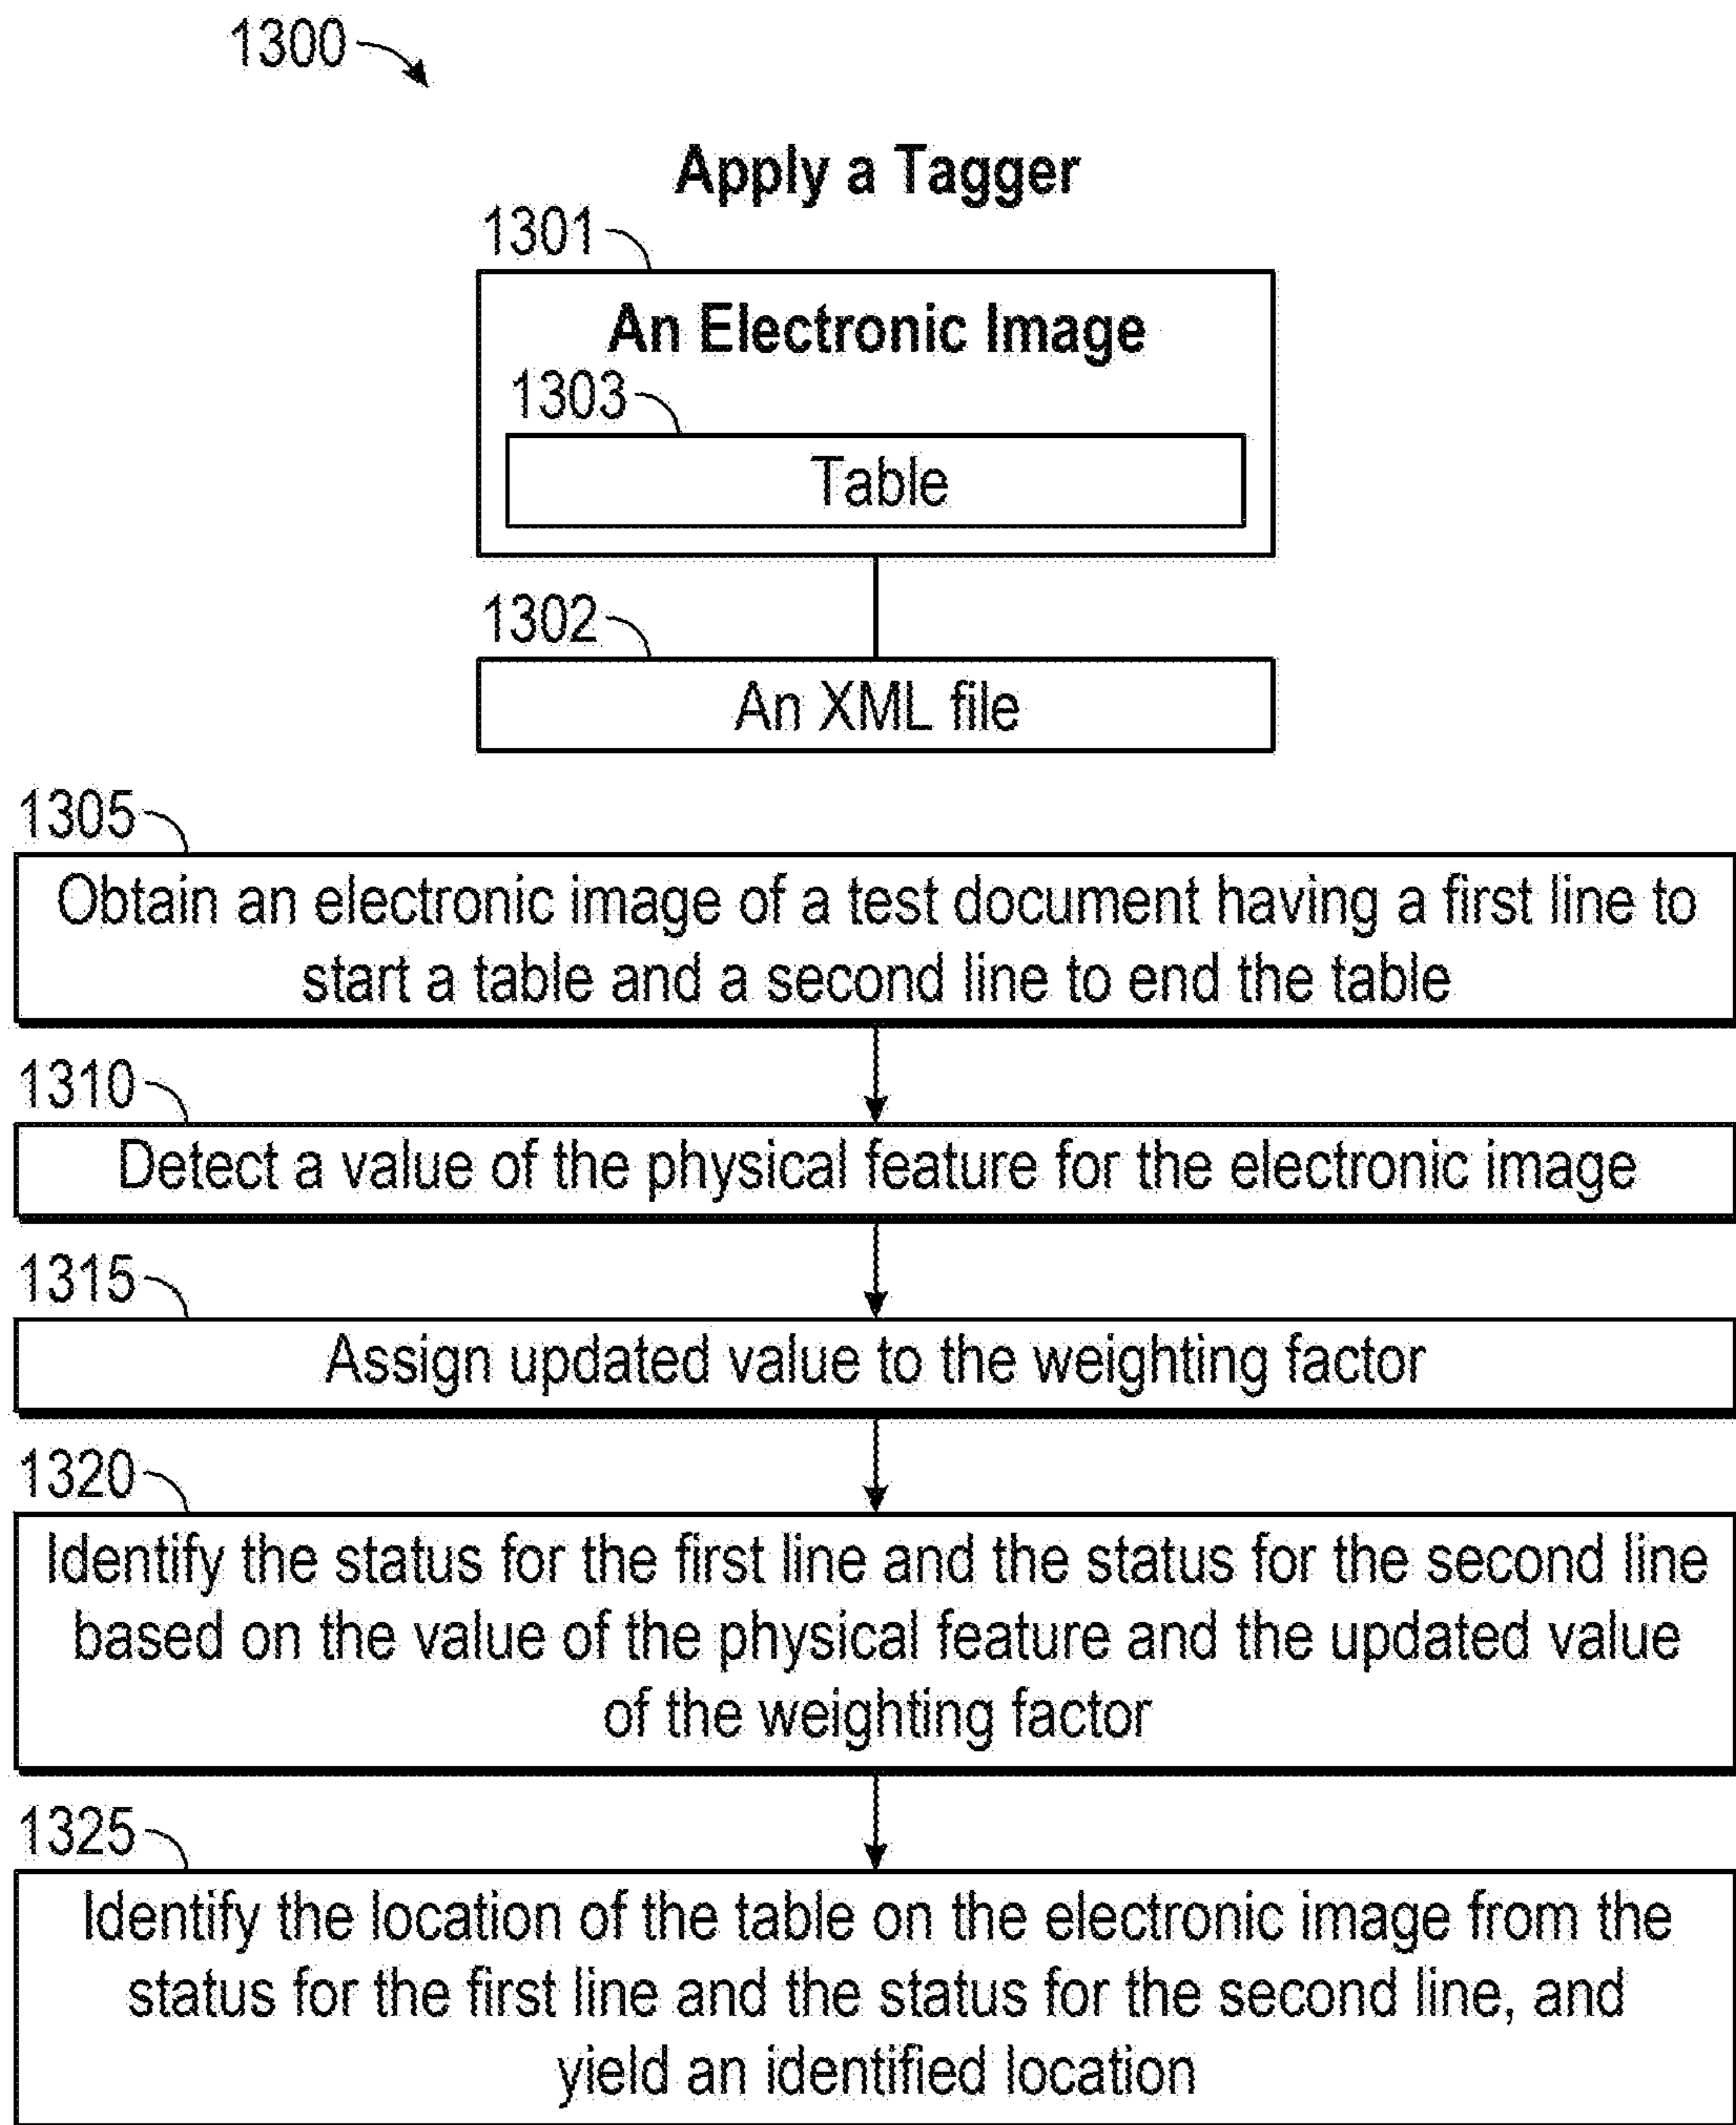 1300
Apply a Tagger
1301
An Electronic Image
1303
Table
1302
An XML file
1305
Obtain an electronic image of a test document having a first line to
start a table and a second line to end the table
1310
Detect a value of the physical feature for the electronic image
1315
Assign updated value to the weighting factor
1320
Identify the status for the first line and the status for the second line
based on the value of the physical feature and the updated value
of the weighting factor
1325
Identify the location of the table on the electronic image from the
status for the first line and the status for the second line, and
yield an identified location